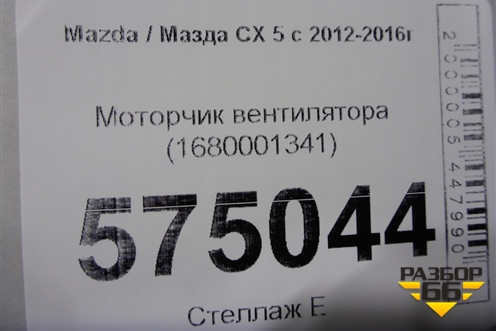 Mazda / Мазда CX 5 с 2012-2016г
Моторчик вентилятора
(1680001341)
575044
Стеллаж Е
2000005447990
РАЗБОР
66